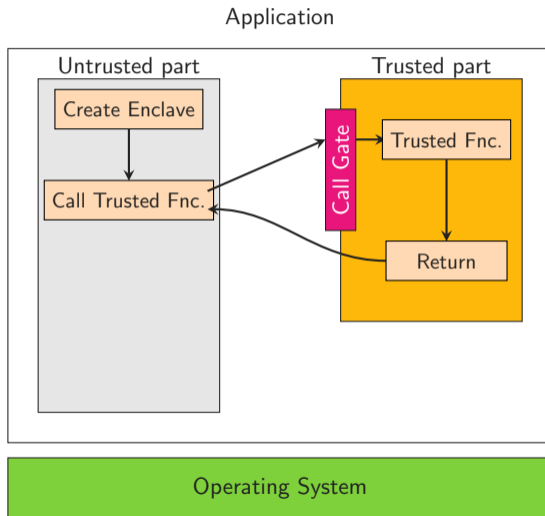 Application
Untrusted part
Trusted part
Create Enclave
Call Trusted Fnc.
Call Gate
Trusted Fnc.
Return
Operating System